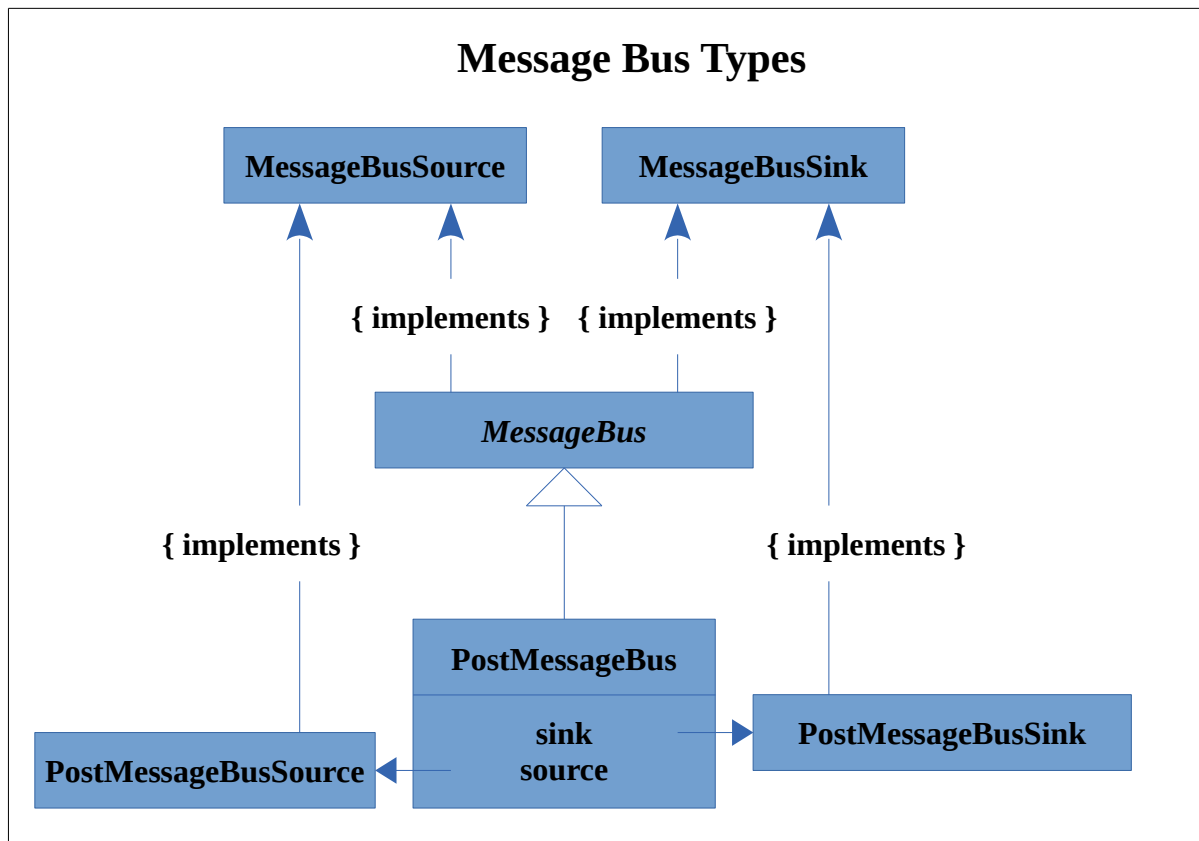 Message Bus Types
MessageBusSource
MessageBusSink
{ implements }
{ implements }
MessageBus
{ implements }
{ implements }
PostMessageBus
sink
source
PostMessageBusSink
PostMessageBusSource